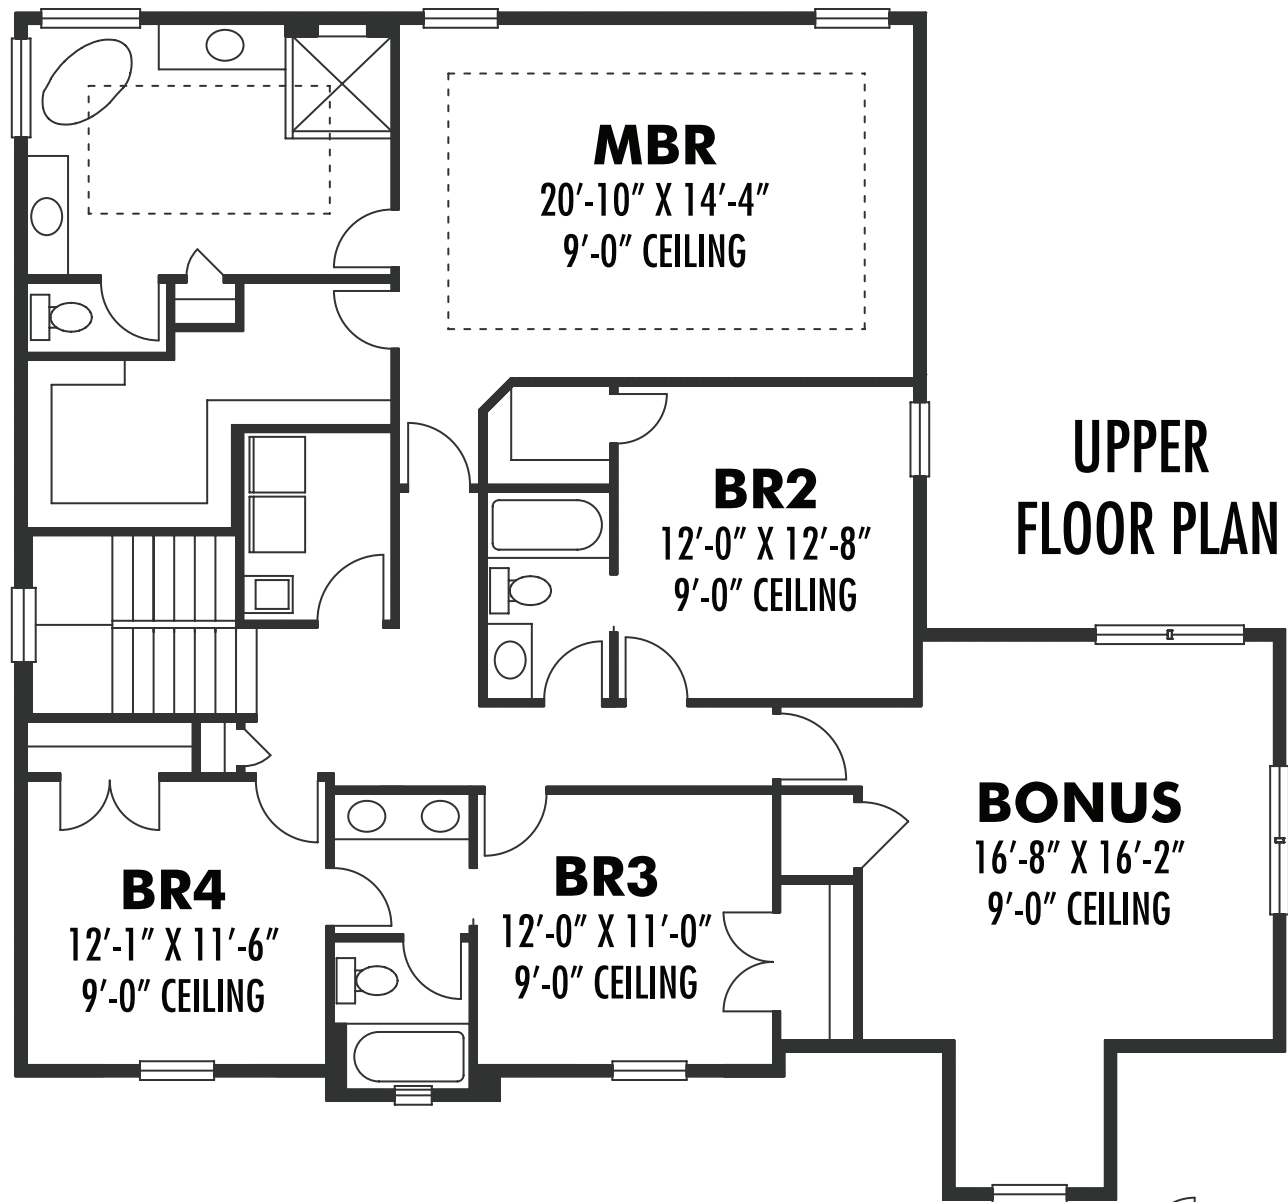 MBR
20′-10″ X 14′-4″
9′-0″ CEILING
UPPER
FLOOR PLAN
BR2
12′-0″ X 12′-8″
9′-0″ CEILING
BONUS
16′-8″ X 16′-2″
9′-0″ CEILING
BR3
12′-0″ X 11′-0″
9′-0″ CEILING
BR4
12′-1″ X 11′-6″
9′-0″ CEILING